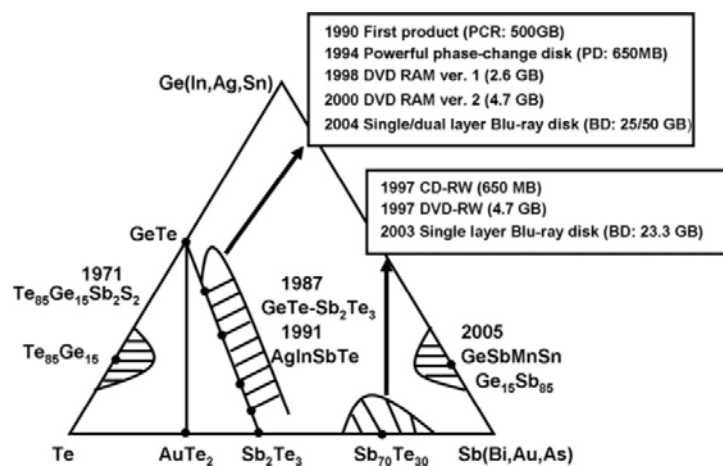 1990 First product (PCR: 500GB)
1994 Powerful phase-change disk (PD: 650MB)
1998 DVD RAM ver. 1 (2.6 GB)
2000 DVD RAM ver. 2 (4.7 GB)
2004 Single/dual layer Blu-ray disk (BD: 25/50 GB)
Ge(In,Ag,Sn)
1997 CD-RW (650 MB)
1997 DVD-RW (4.7 GB)
2003 Single layer Blu-ray disk (BD: 23.3 GB)
GeTe
1971
Te₈₅Ge₁₅Sb₂S₂
1987
GeTe-Sb₂Te₃
1991
AgInSbTe
Te₈₅Ge₁₅
2005
GeSbMnSn
Ge₁₅Sb₈₅
Te
AuTe₂
Sb₂Te₃
Sb₇₀Te₃₀
Sb(Bi,Au,As)